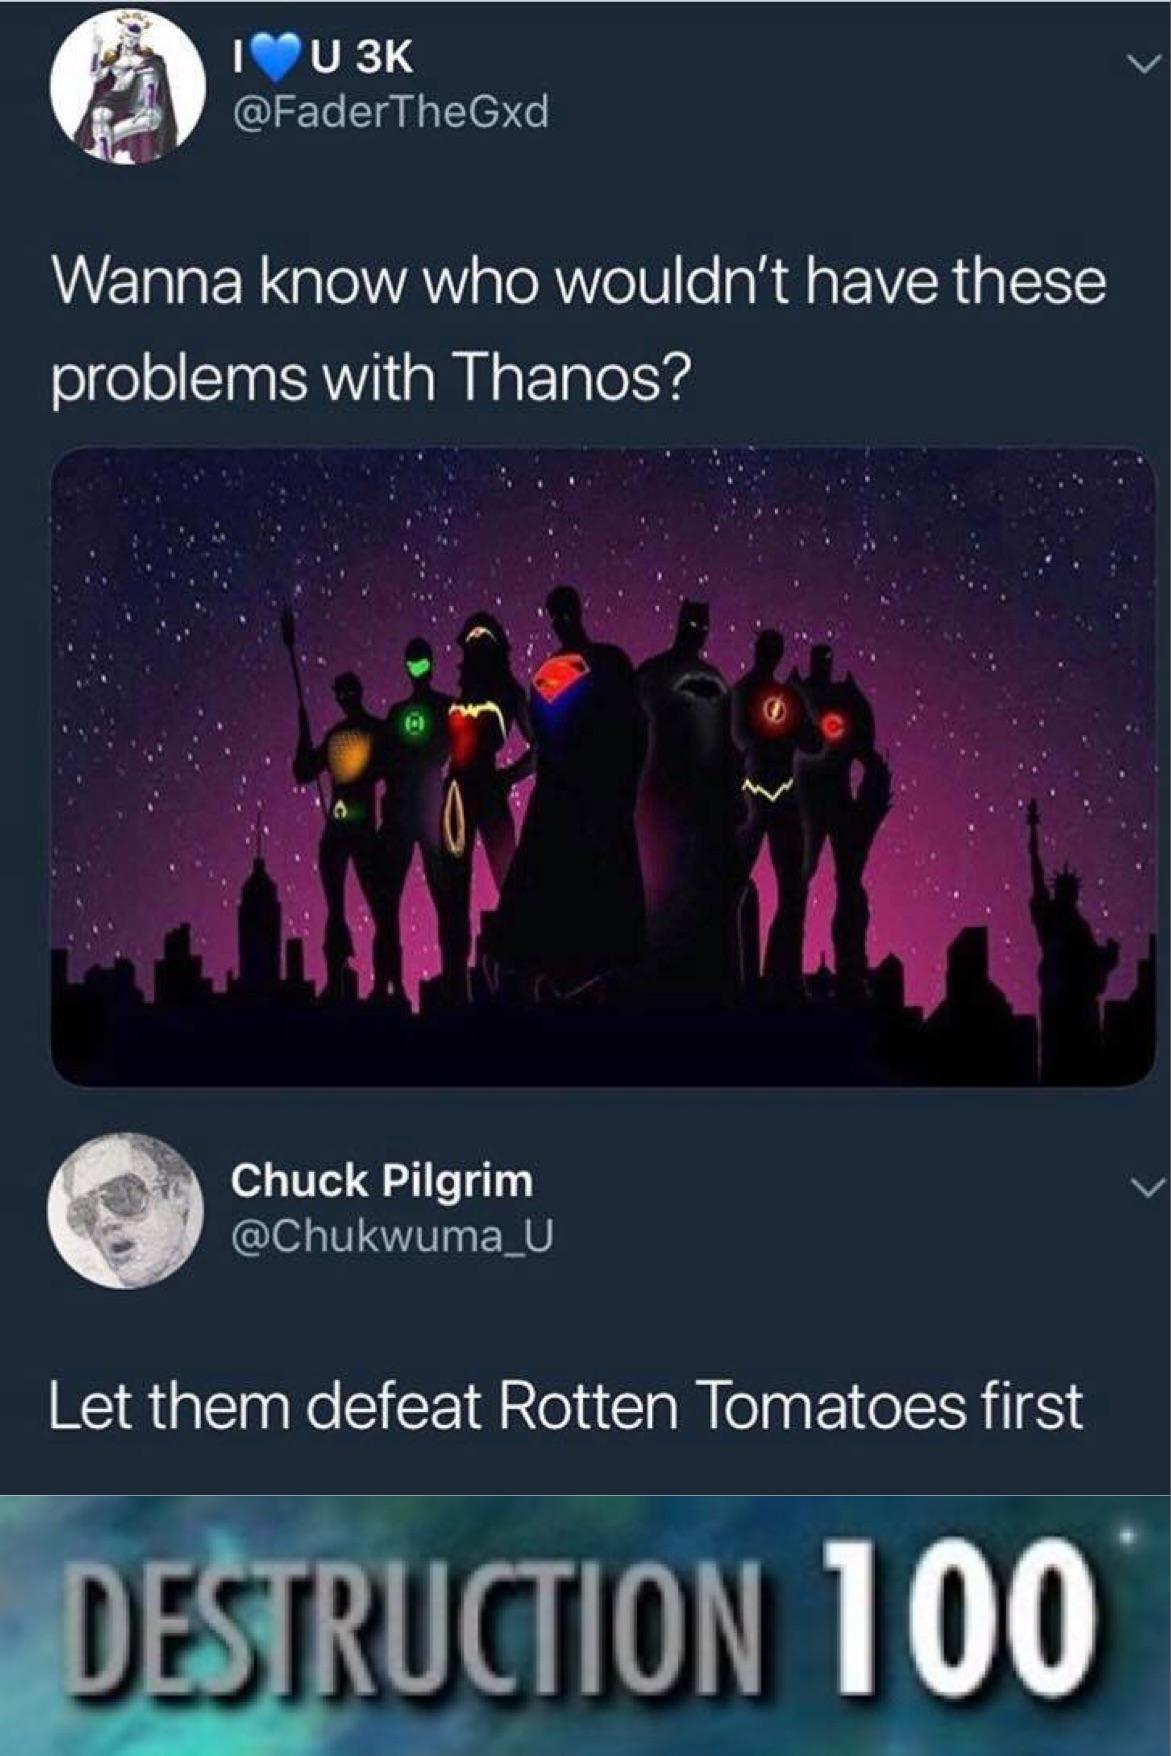 I💙U 3K
@FaderTheGxd
Wanna know who wouldn't have these
problems with Thanos?
Chuck Pilgrim
@Chukwuma_U
Let them defeat Rotten Tomatoes first
DESTRUCTION 100